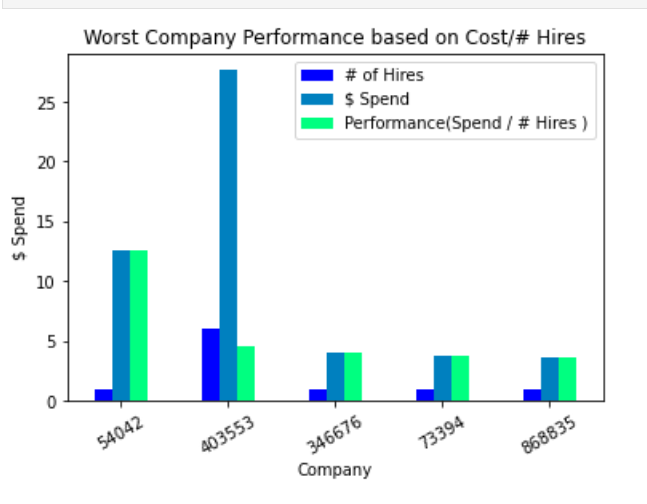 Worst Company Performance based on Cost/# Hires
# of Hires
$ Spend
Performance(Spend / # Hires )
25
20
15
10
5
0
$ Spend
54042
403553
346676
73394
868835
Company